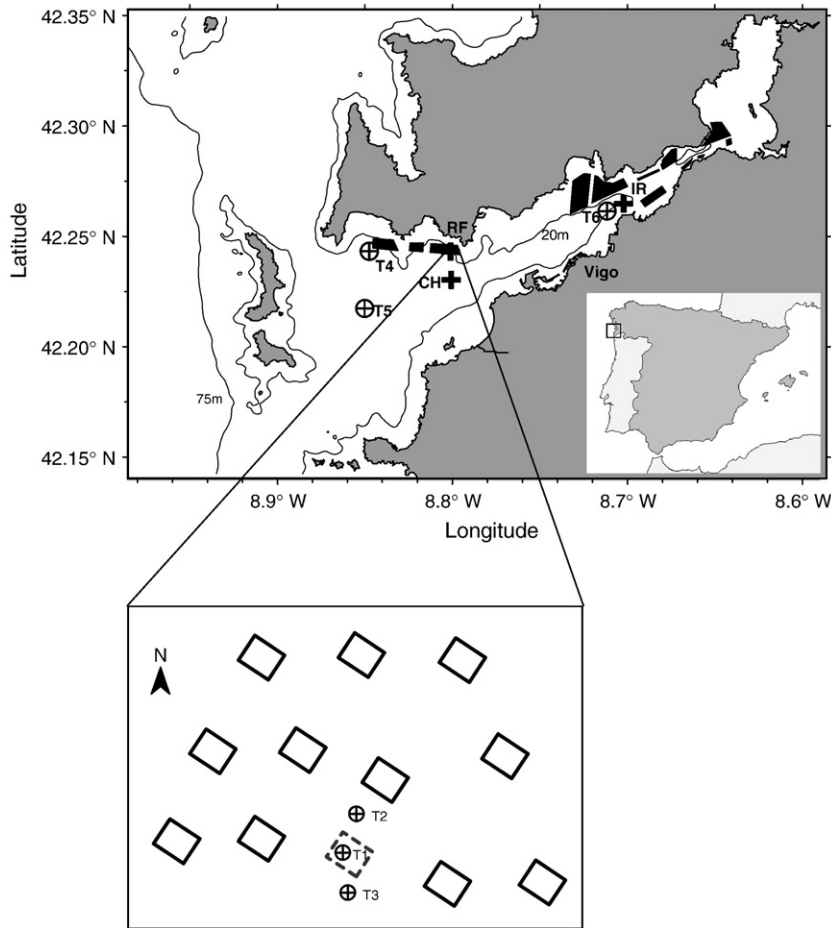 42.35° N
42.30° N
42.25° N
42.20° N
42.15° N
Latitude
IR
T6
RF
20m
T4
CH
Vigo
T5
75m
8.9° W
8.8° W
8.7° W
8.6° W
Longitude
N
T2
T1
T3